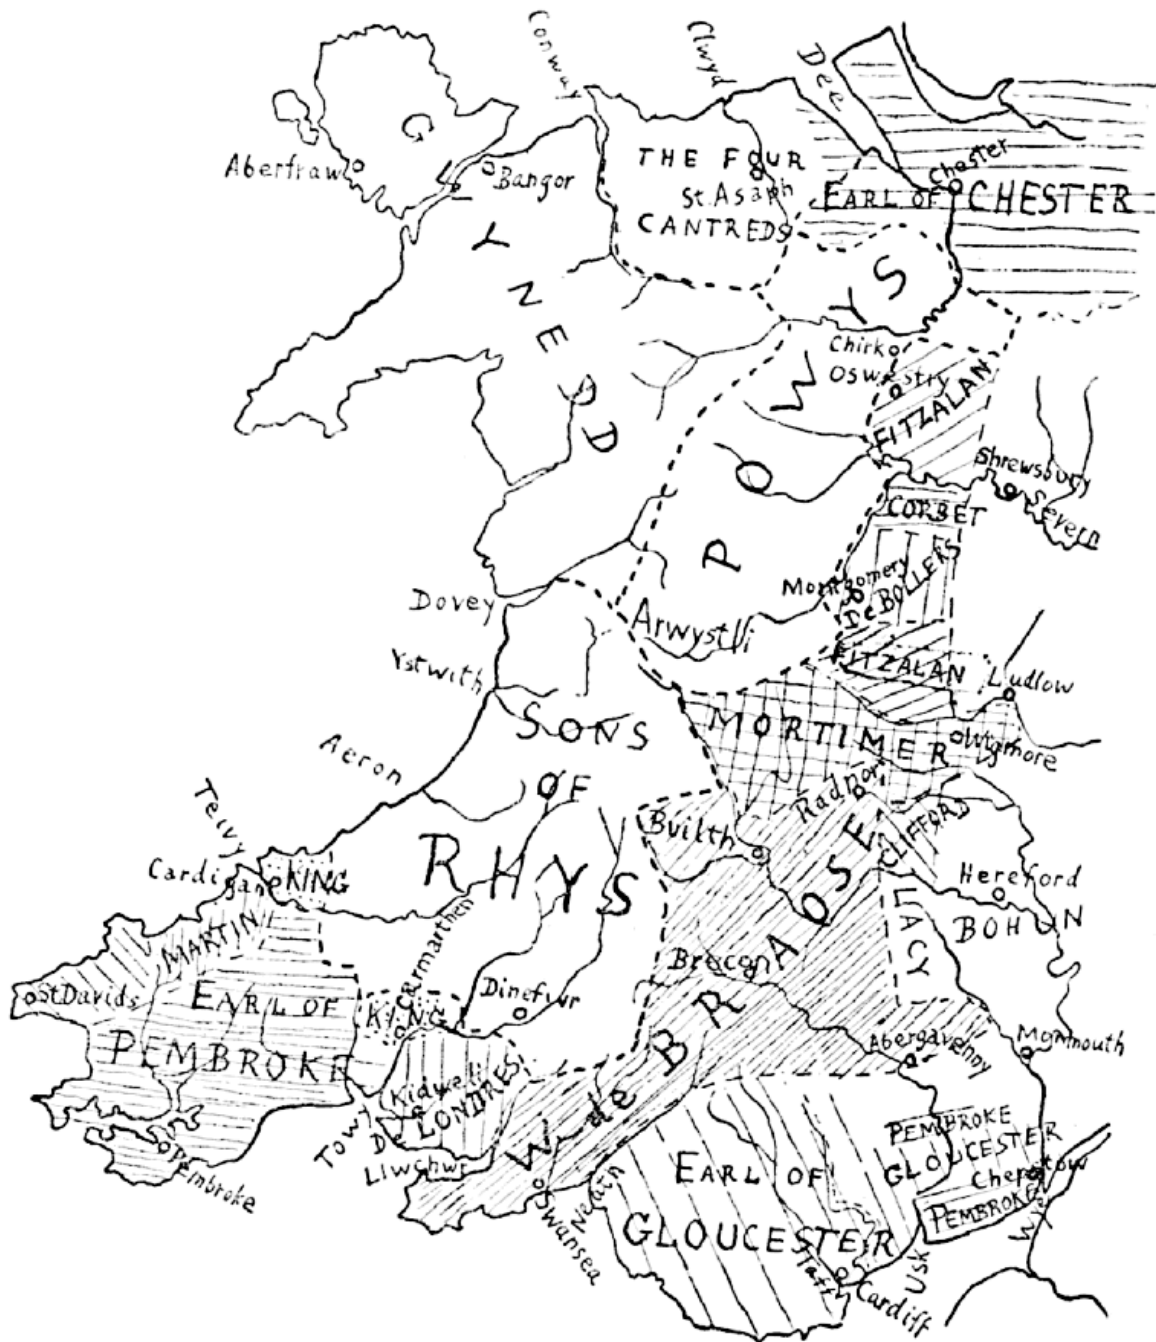 Conway
Clwyd
Dee
GWYNEDD
Aberffraw
Bangor
THE FOUR
St. Asaph
CANTREDS
Chester
EARL OF CHESTER
POWYS
Chirk
Oswestry
FITZALAN
Shrewsbury
Severn
CORBET
Montgomery
De BOLLERS
Dovey
Arwystli
FITZALAN
Ludlow
Ystwith
SONS
OF
RHYS
MORTIMER
Wigmore
Aeron
Radnor
Builth
CLIFFORD
Teivy
Cardigan
KING
Hereford
BOHUN
LACY
MARTIN
Carmarthen
St Davids
EARL OF
PEMBROKE
KING
Dinefwr
Brecon
W de BRAOSE
Abergavenny
Monmouth
Kidweli
De LONDRES
Towy
Llwchwr
Pembroke
Swansea
Neath
EARL OF
GLOUCESTER
PEMBROKE
GLOUCESTER
Chepstow
PEMBROKE
Wye
Usk
Taff
Cardiff